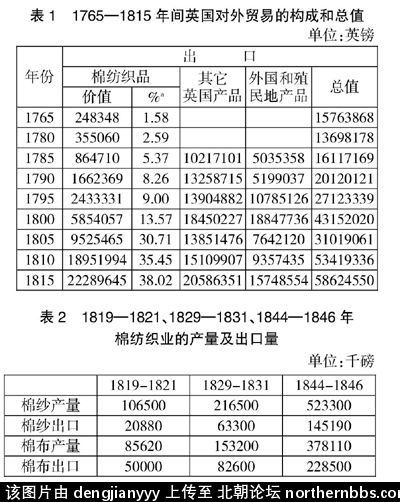 表 1 1765—1815 年间英国对外贸易的构成和总值
单位:英镑
年份 出 口
棉纺织品 其它英国产品 外国和殖民地产品 总值
价值 %ᵃ
1765 248348 1.58 15763868
1780 355060 2.59 13698178
1785 864710 5.37 10217101 5035358 16117169
1790 1662369 8.26 13258715 5199037 20120121
1795 2433331 9.00 13904882 10785126 27123339
1800 5854057 13.57 18450227 18847736 43152020
1805 9525465 30.71 13851476 7642120 31019061
1810 18951994 35.45 15109907 9357435 53419336
1815 22289645 38.02 20586351 15748554 58624550
表 2 1819—1821、1829—1831、1844—1846 年
棉纺织业的产量及出口量
单位:千磅
1819-1821 1829-1831 1844-1846
棉纱产量 106500 216500 523300
棉纱出口 20880 63300 145190
棉布产量 85620 153200 378110
棉布出口 50000 82600 228500
该图片由 dengjianyyy 上传至 北朝论坛 northernbbs.com